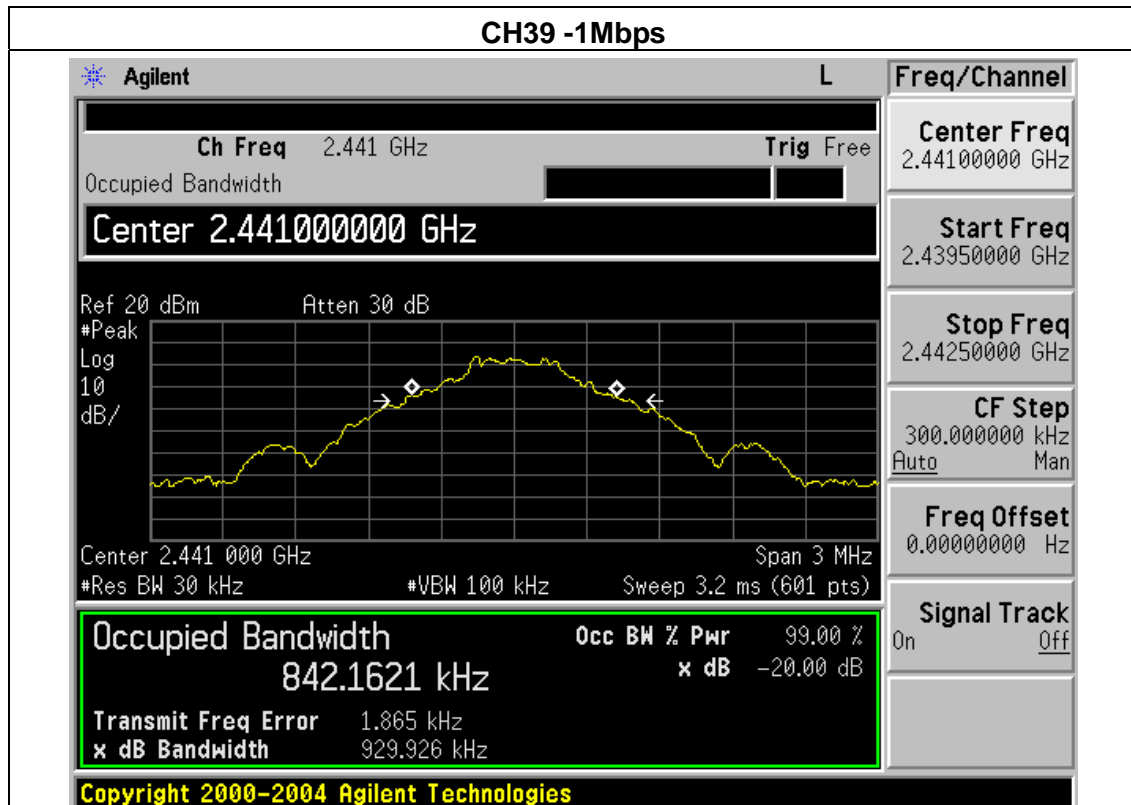 CH39 -1Mbps
Agilent L Freq/Channel
Ch Freq 2.441 GHz Trig Free
Occupied Bandwidth
Center 2.441000000 GHz
Ref 20 dBm Atten 30 dB
#Peak
Log
10
dB/
Center 2.441 000 GHz Span 3 MHz
#Res BW 30 kHz #VBW 100 kHz Sweep 3.2 ms (601 pts)
Occupied Bandwidth Occ BW % Pwr 99.00 %
842.1621 kHz x dB -20.00 dB
Transmit Freq Error 1.865 kHz
x dB Bandwidth 929.926 kHz
Copyright 2000-2004 Agilent Technologies
Center Freq
2.44100000 GHz
Start Freq
2.43950000 GHz
Stop Freq
2.44250000 GHz
CF Step
300.000000 kHz
Auto Man
Freq Offset
0.00000000 Hz
Signal Track
On Off